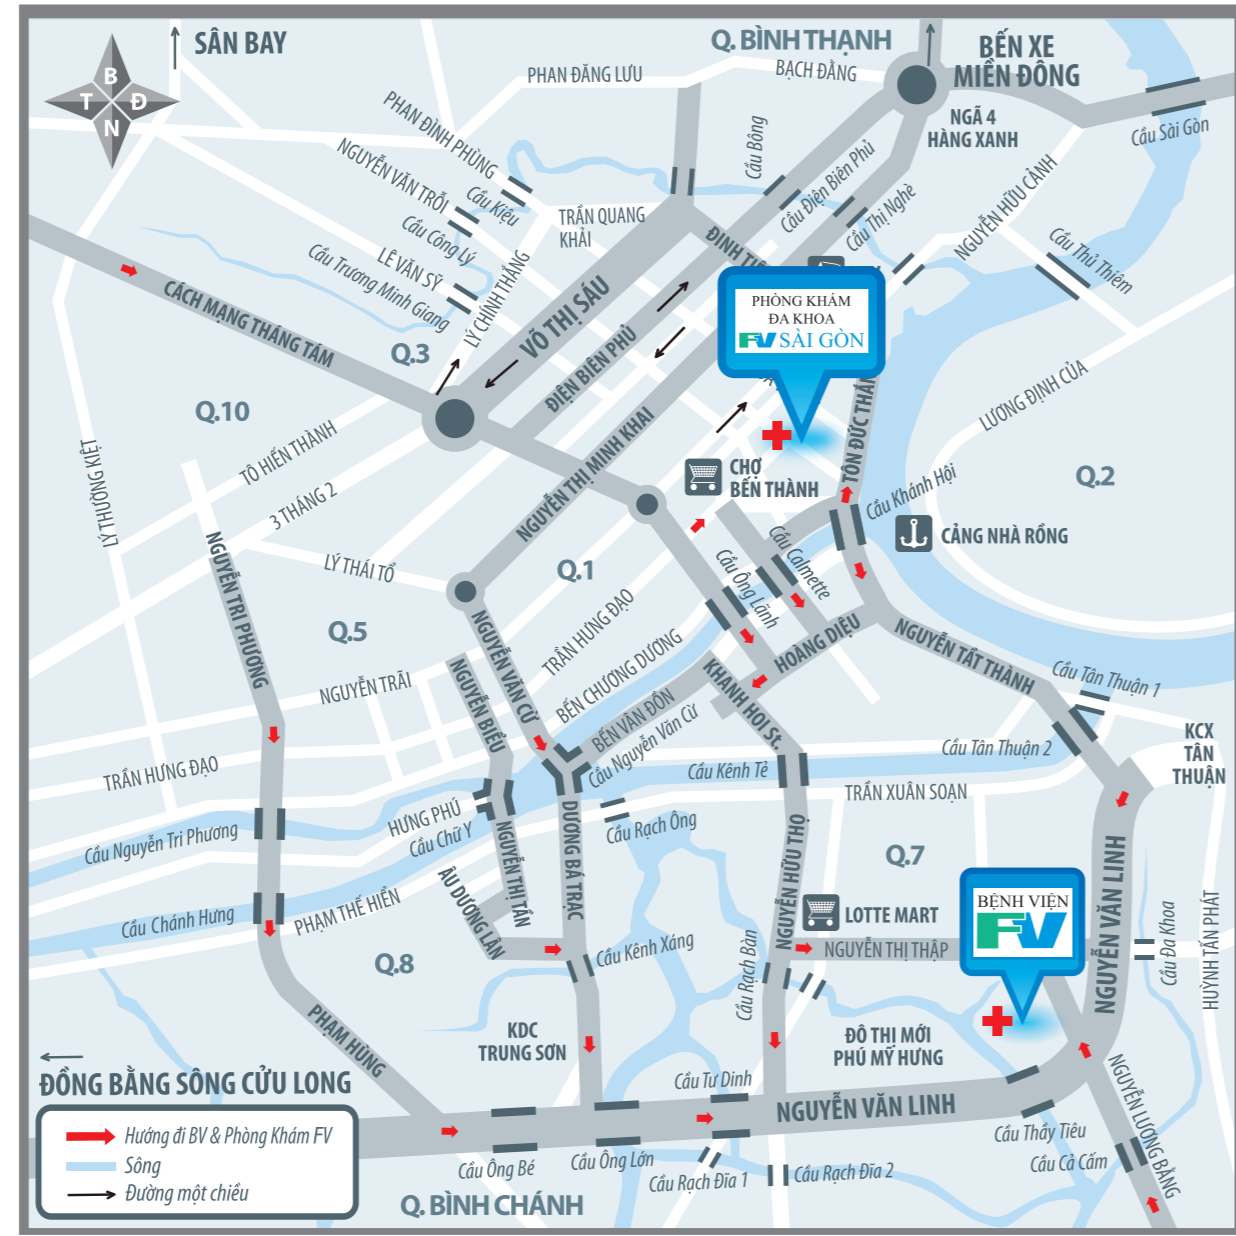 SÂN BAY
Q. BÌNH THẠNH
BẾN XE
MIỀN ĐÔNG
B
T
Đ
N
PHAN ĐĂNG LƯU
BẠCH ĐẰNG
NGÃ 4
HÀNG XANH
Cầu Sài Gòn
PHAN ĐÌNH PHÙNG
NGUYỄN VĂN TRỖI
Cầu Kiệu
Cầu Bông
Cầu Điện Biên Phủ
Cầu Thị Nghè
NGUYỄN HỮU CẢNH
TRẦN QUANG
KHẢI
Cầu Công Lý
LÊ VĂN SỸ
Cầu Trương Minh Giang
LÝ CHÍNH THẮNG
Cầu Thủ Thiêm
CÁCH MẠNG THÁNG TÁM
Q.3
VÕ THỊ SÁU
ĐIỆN BIÊN PHỦ
PHÒNG KHÁM
ĐA KHOA
FV SÀI GÒN
LƯƠNG ĐỊNH CỦA
Q.10
TÔ HIẾN THÀNH
3 THÁNG 2
LÝ THƯỜNG KIỆT
NGUYỄN THỊ MINH KHAI
CHỢ
BẾN THÀNH
Cầu Khánh Hội
Q.2
CẢNG NHÀ RỒNG
NGUYỄN TRI PHƯƠNG
LÝ THÁI TỔ
Q.1
Cầu Calmette
Cầu Ông Lãnh
Q.5
TRẦN HƯNG ĐẠO
HOÀNG DIỆU
NGUYỄN TẤT THÀNH
NGUYỄN TRÃI
NGUYỄN VĂN CỪ
NGUYỄN BIỂU
BẾN CHƯƠNG DƯƠNG
BẾN VÂN ĐỒN
Cầu Nguyễn Văn Cừ
KHANH HOI St.
Cầu Tân Thuận 1
Cầu Tân Thuận 2
KCX
TÂN
THUẬN
TRẦN HƯNG ĐẠO
Cầu Kênh Tẻ
TRẦN XUÂN SOẠN
HƯNG PHÚ
Cầu Chữ Y
Cầu Rạch Ông
Cầu Nguyễn Tri Phương
NGUYỄN THỊ TẦN
DƯƠNG BÁ TRẠC
NGUYỄN HỮU THỌ
Q.7
NGUYỄN VĂN LINH
ÂU DƯƠNG LÂN
Cầu Chánh Hưng
PHẠM THẾ HIỂN
LOTTE MART
BỆNH VIỆN
FV
NGUYỄN THỊ THẬP
Cầu Đa Khoa
HUỲNH TẤN PHÁT
Q.8
Cầu Kênh Xáng
Cầu Rạch Bàn
PHẠM HÙNG
KDC
TRUNG SƠN
ĐÔ THỊ MỚI
PHÚ MỸ HƯNG
ĐỒNG BẰNG SÔNG CỬU LONG
Cầu Tư Dinh
NGUYỄN VĂN LINH
NGUYỄN LƯƠNG BẰNG
Hướng đi BV & Phòng Khám FV
Sông
Đường một chiều
Cầu Ông Bé
Cầu Ông Lớn
Cầu Rạch Đĩa 1
Cầu Rạch Đĩa 2
Cầu Thầy Tiêu
Cầu Cả Cấm
Q. BÌNH CHÁNH